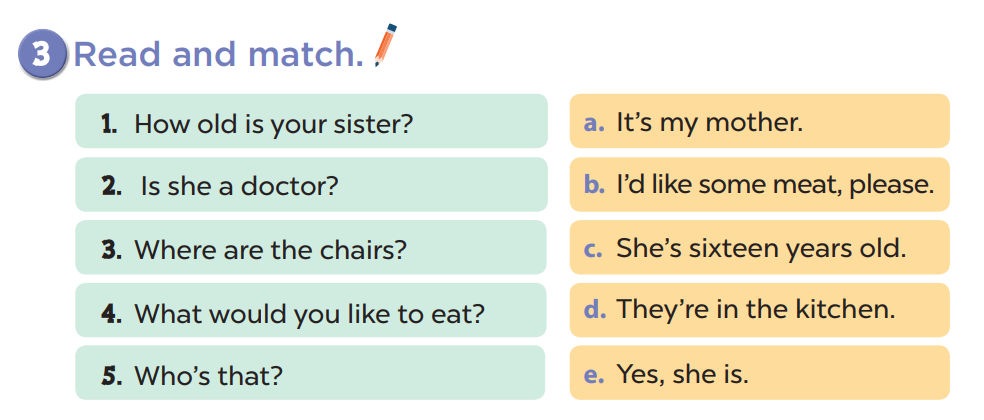 3 Read and match.
1. How old is your sister?
a. It's my mother.
2. Is she a doctor?
b. I'd like some meat, please.
3. Where are the chairs?
c. She's sixteen years old.
4. What would you like to eat?
d. They're in the kitchen.
5. Who's that?
e. Yes, she is.